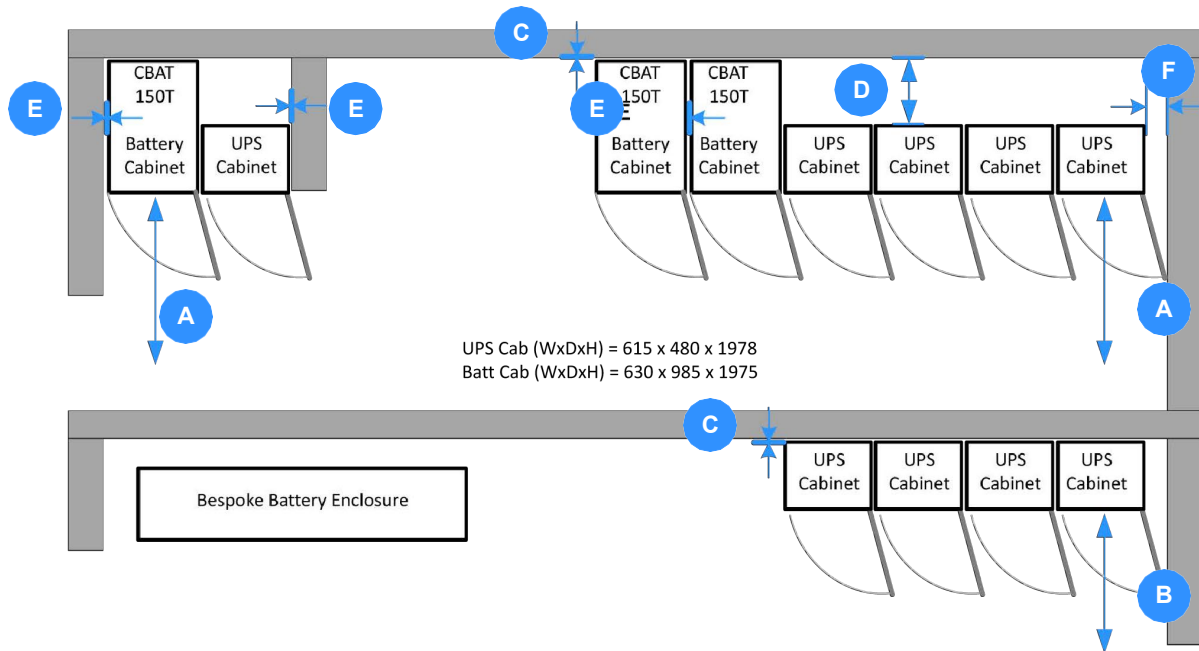 C
CBAT
150T
Battery
Cabinet
E
UPS
Cabinet
E
A
CBAT
150T
Battery
Cabinet
E
E
CBAT
150T
Battery
Cabinet
D
F
UPS
Cabinet
UPS
Cabinet
UPS
Cabinet
UPS
Cabinet
A
UPS Cab (WxDxH) = 615 x 480 x 1978
Batt Cab (WxDxH) = 630 x 985 x 1975
C
Bespoke Battery Enclosure
UPS
Cabinet
UPS
Cabinet
UPS
Cabinet
UPS
Cabinet
B